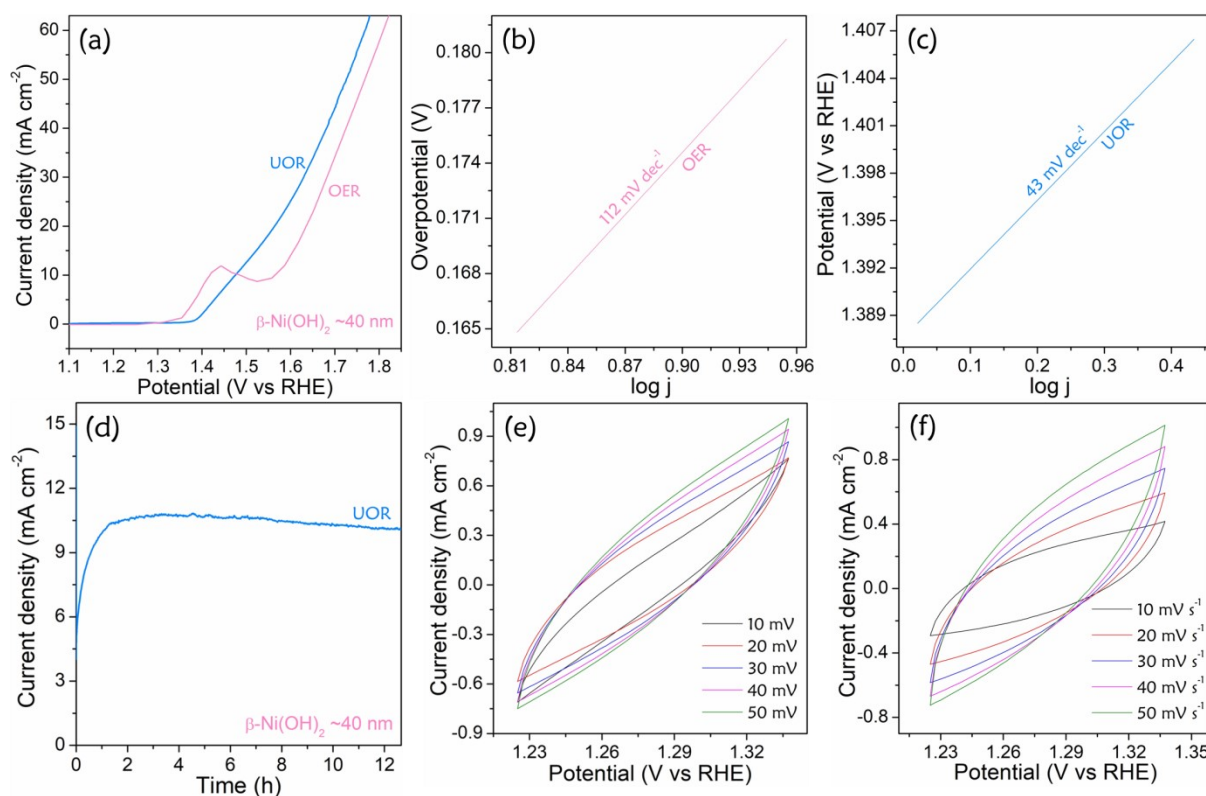 (a)
60
50
40
30
20
10
0
Current density (mA cm⁻²)
UOR
OER
β-Ni(OH)₂ ~40 nm
1.1 1.2 1.3 1.4 1.5 1.6 1.7 1.8
Potential (V vs RHE)
(b)
0.180
0.177
0.174
0.171
0.168
0.165
Overpotential (V)
112 mV dec⁻¹
OER
0.81 0.84 0.87 0.90 0.93 0.96
log j
(c)
1.407
1.404
1.401
1.398
1.395
1.392
1.389
Potential (V vs RHE)
43 mV dec⁻¹
UOR
0.0 0.1 0.2 0.3 0.4
log j
(d)
15
12
9
6
3
0
Current density (mA cm⁻²)
UOR
β-Ni(OH)₂ ~40 nm
0 2 4 6 8 10 12
Time (h)
(e)
0.9
0.6
0.3
0.0
-0.3
-0.6
-0.9
Current density (mA cm⁻²)
10 mV
20 mV
30 mV
40 mV
50 mV
1.23 1.26 1.29 1.32
Potential (V vs RHE)
(f)
0.8
0.4
0.0
-0.4
-0.8
Current density (mA cm⁻²)
10 mV s⁻¹
20 mV s⁻¹
30 mV s⁻¹
40 mV s⁻¹
50 mV s⁻¹
1.23 1.26 1.29 1.32 1.35
Potential (V vs RHE)